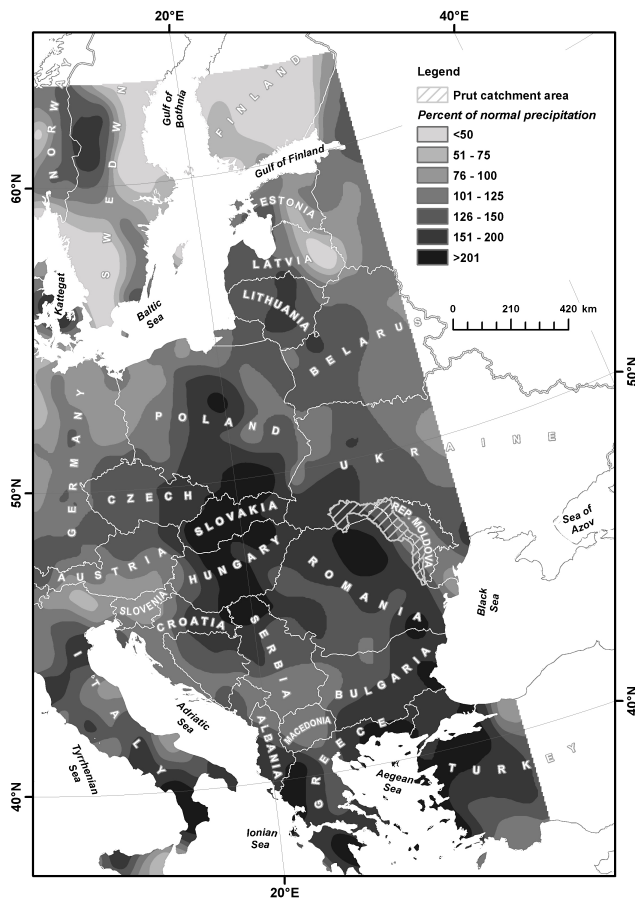 20°E
40°E
Legend
Prut catchment area
Percent of normal precipitation
<50
51 - 75
76 - 100
101 - 125
126 - 150
151 - 200
>201
0 210 420 km
NORWAY
SWEDWN
Gulf of
Bothnia
FINLAND
Gulf of Finland
60°N
ESTONIA
LATVIA
LITHUANIA
Kattegat
Baltic
Sea
BELARUS
50°N
GERMANY
POLAND
UKRAINE
50°N
CZECH
SLOVAKIA
REP. MOLDOVA
Sea of
Azov
AUSTRIA
HUNGARY
ROMANIA
SLOVENIA
CROATIA
SERBIA
Black
Sea
ITALY
BULGARIA
40°N
Adriatic
Sea
ALBANIA
MACEDONIA
GREECE
Tyrrhenian
Sea
Aegean
Sea
TURKEY
40°N
Ionian
Sea
20°E